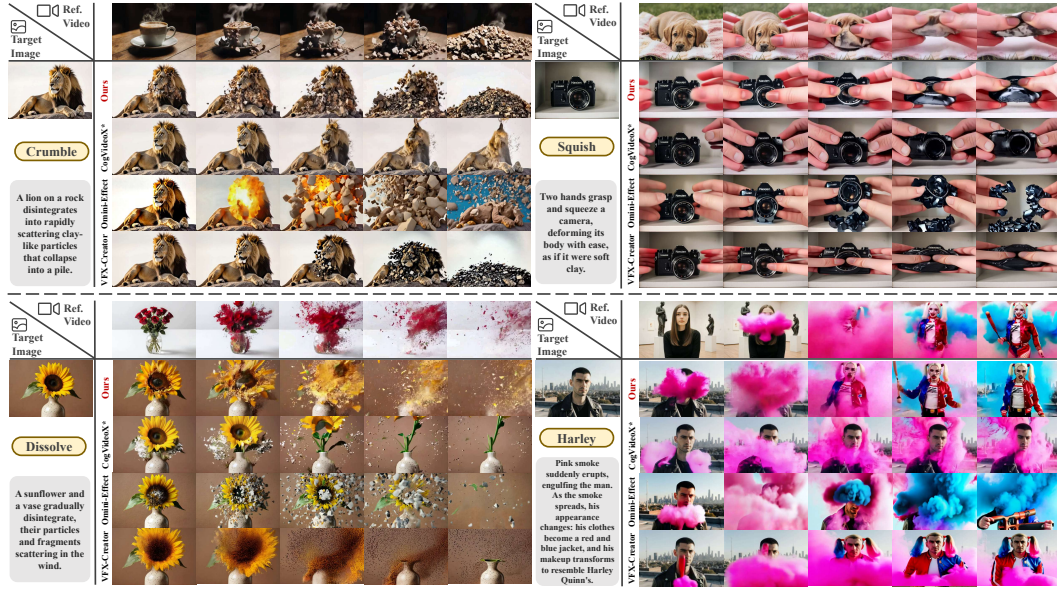 Ref.
Video
Target
Image
Ours
CogVideoX*
Omini-Effect
VFX-Creator
Crumble
A lion on a rock
disintegrates
into rapidly
scattering clay-
like particles
that collapse
into a pile.
Ref.
Video
Target
Image
Ours
CogVideoX*
Omini-Effect
VFX-Creator
Squish
Two hands grasp
and squeeze a
camera,
deforming its
body with ease,
as if it were soft
clay.
Ref.
Video
Target
Image
Ours
CogVideoX*
Omini-Effect
VFX-Creator
Dissolve
A sunflower and
a vase gradually
disintegrate,
their particles
and fragments
scattering in the
wind.
Ref.
Video
Target
Image
Ours
CogVideoX*
Omini-Effect
VFX-Creator
Harley
Pink smoke
suddenly erupts,
engulfing the man.
As the smoke
spreads, his
appearance
changes: his clothes
become a red and
blue jacket, and his
makeup transforms
to resemble Harley
Quinn's.